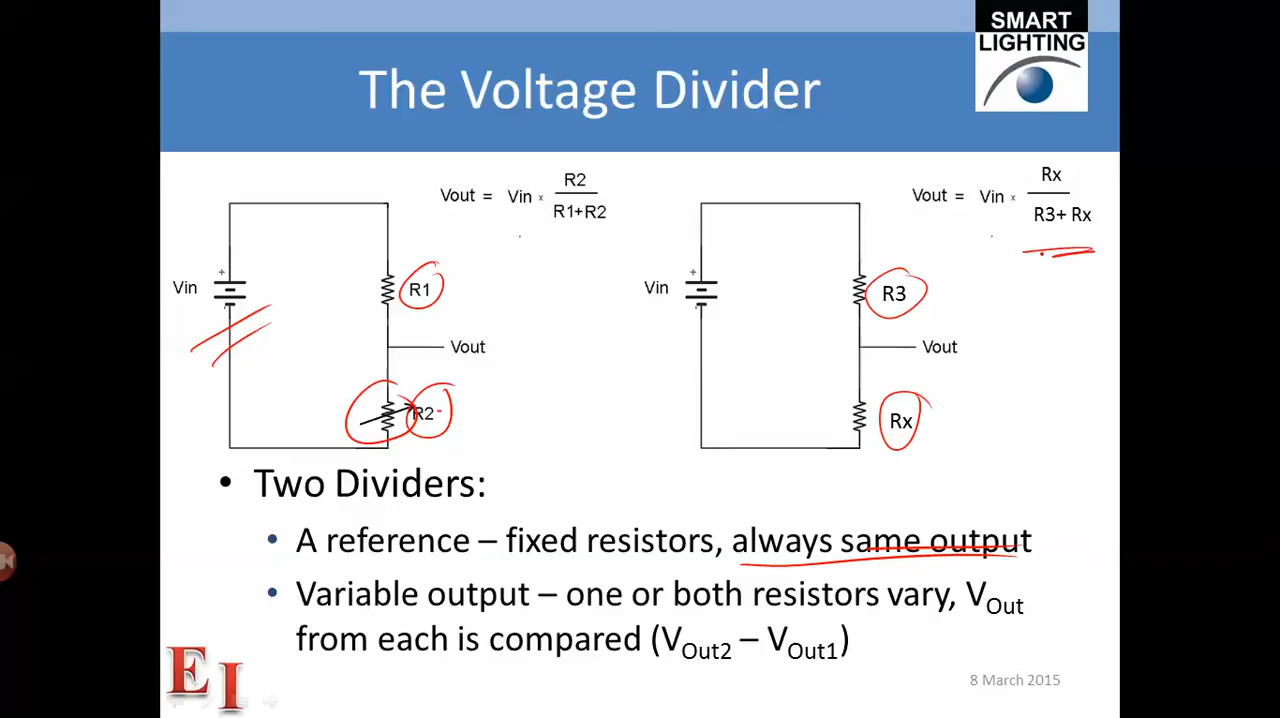 SMART
LIGHTING
The Voltage Divider
Vout = Vin x R2
R1+R2
Vin
+
-
R1
Vout
R2
Vout = Vin x Rx
R3+ Rx
Vin
+
-
R3
Vout
Rx
• Two Dividers:
• A reference – fixed resistors, always same output
• Variable output – one or both resistors vary, VOut
from each is compared (VOut2 – VOut1)
EI
8 March 2015